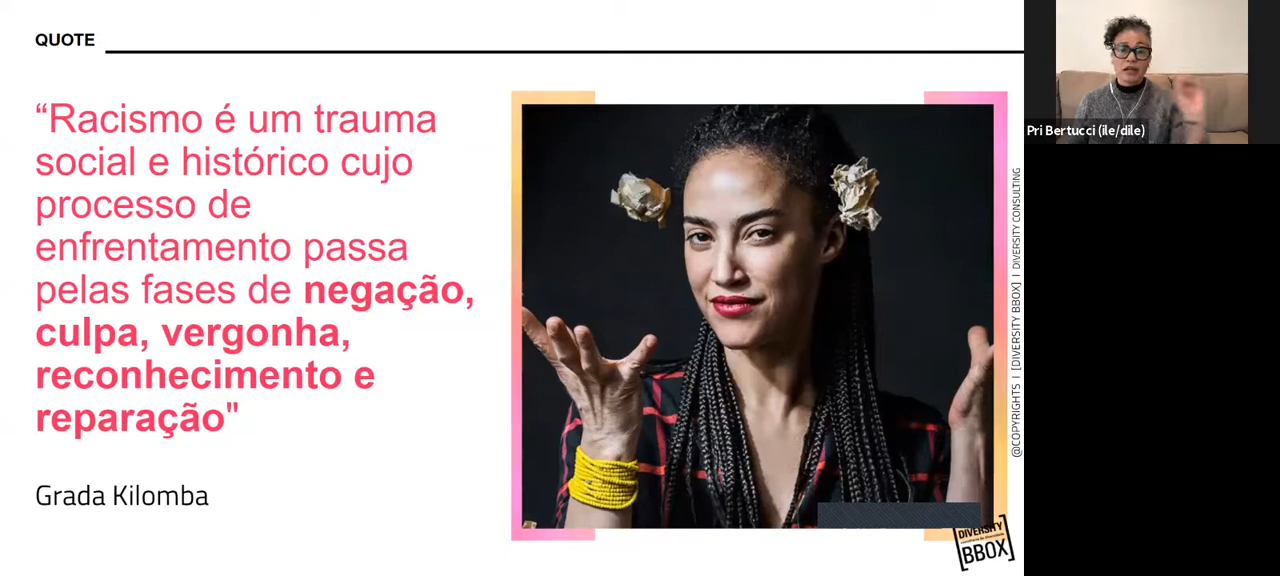 QUOTE
“Racismo é um trauma
social e histórico cujo
processo de
enfrentamento passa
pelas fases de negação,
culpa, vergonha,
reconhecimento e
reparação"
Grada Kilomba
@COPYRIGHTS I [DIVERSITY BBOX] I DIVERSITY CONSULTING
DIVERSITY
BBOX
Pri Bertucci (ile/dile)